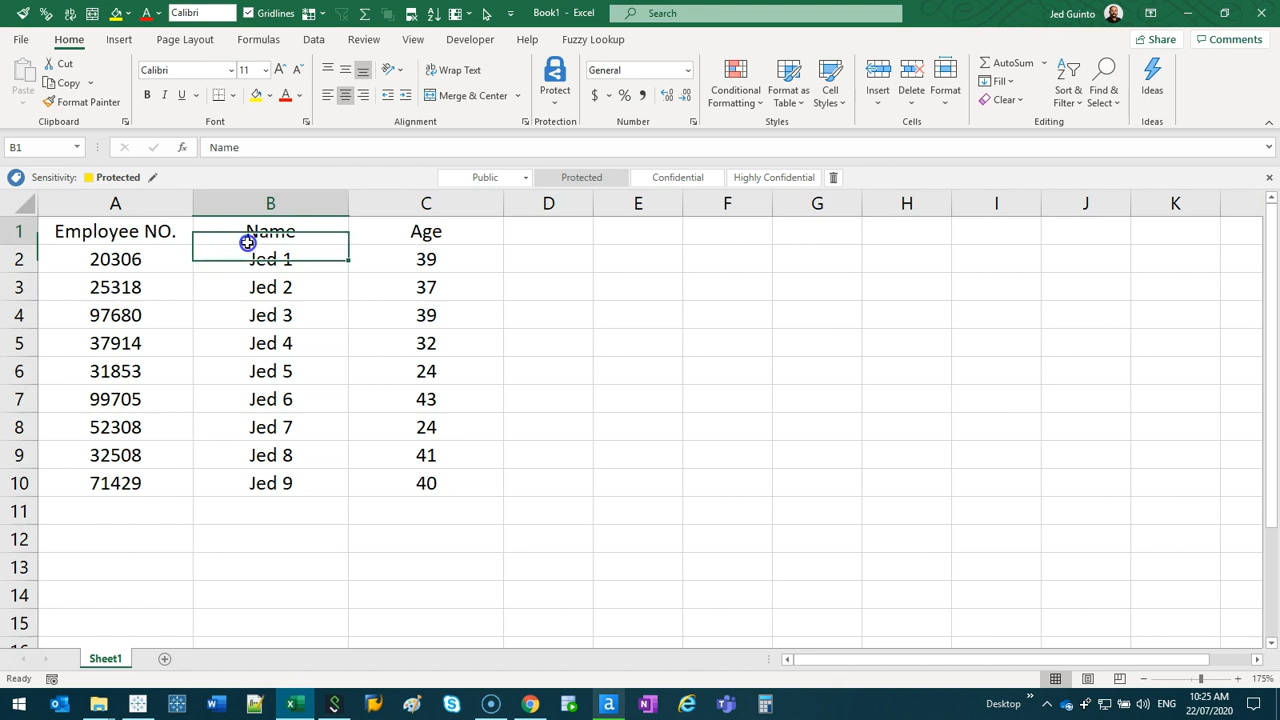 Calibri
Gridlines
Book1 - Excel
Search
Jed Guinto
File Home Insert Page Layout Formulas Data Review View Developer Help Fuzzy Lookup
Share
Comments
Paste
Cut
Copy
Format Painter
Clipboard
Calibri 11
B I U
Font
Wrap Text
Merge & Center
Alignment
Protect
Protection
General
$ % ,
Number
Conditional Formatting
Format as Table
Cell Styles
Styles
Insert
Delete
Format
Cells
AutoSum
Fill
Clear
Sort & Filter
Find & Select
Editing
Ideas
Ideas
B1
fx
Name
Sensitivity: Protected
Public
Protected
Confidential
Highly Confidential
A B C D E F G H I J K
1 Employee NO. Name Age
2 20306 Jed 1 39
3 25318 Jed 2 37
4 97680 Jed 3 39
5 37914 Jed 4 32
6 31853 Jed 5 24
7 99705 Jed 6 43
8 52308 Jed 7 24
9 32508 Jed 8 41
10 71429 Jed 9 40
11
12
13
14
15
Sheet1
Ready
175%
Desktop
ENG
10:25 AM
22/07/2020